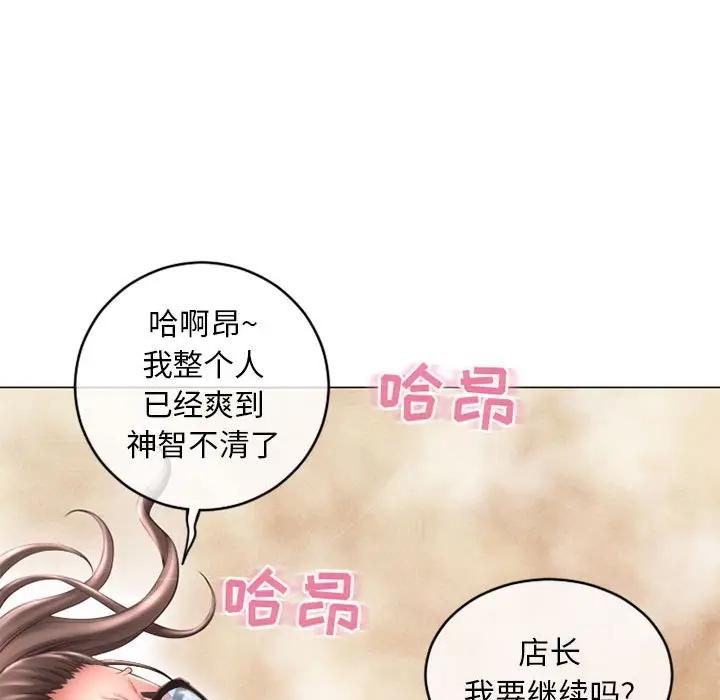 哈啊昂~
我整个人
已经爽到
神智不清了
哈昂
哈昂
店长
我要继续吗?